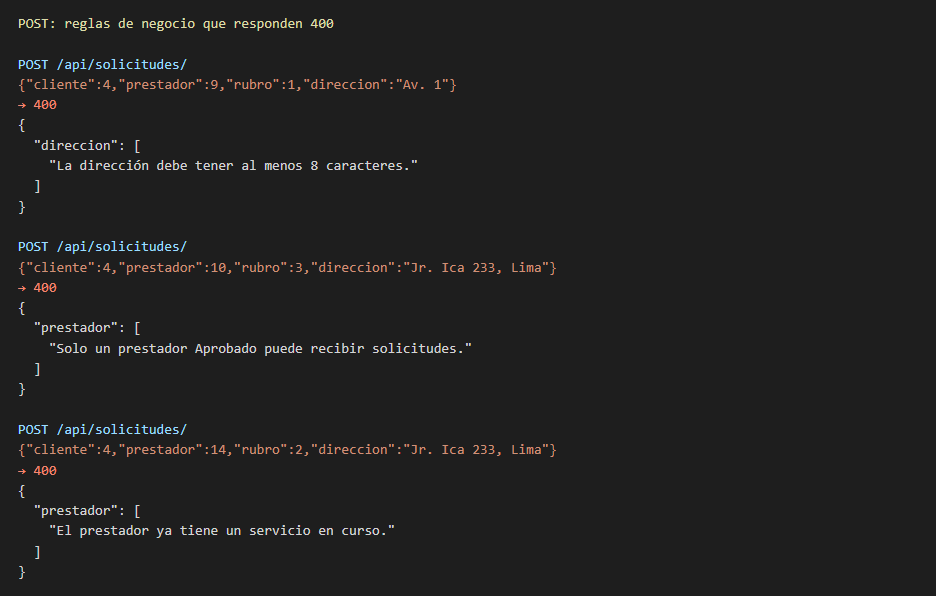 POST: reglas de negocio que responden 400
POST /api/solicitudes/
{"cliente":4,"prestador":9,"rubro":1,"direccion":"Av. 1"}
→ 400
{
"direccion": [
"La dirección debe tener al menos 8 caracteres."
]
}
POST /api/solicitudes/
{"cliente":4,"prestador":10,"rubro":3,"direccion":"Jr. Ica 233, Lima"}
→ 400
{
"prestador": [
"Solo un prestador Aprobado puede recibir solicitudes."
]
}
POST /api/solicitudes/
{"cliente":4,"prestador":14,"rubro":2,"direccion":"Jr. Ica 233, Lima"}
→ 400
{
"prestador": [
"El prestador ya tiene un servicio en curso."
]
}